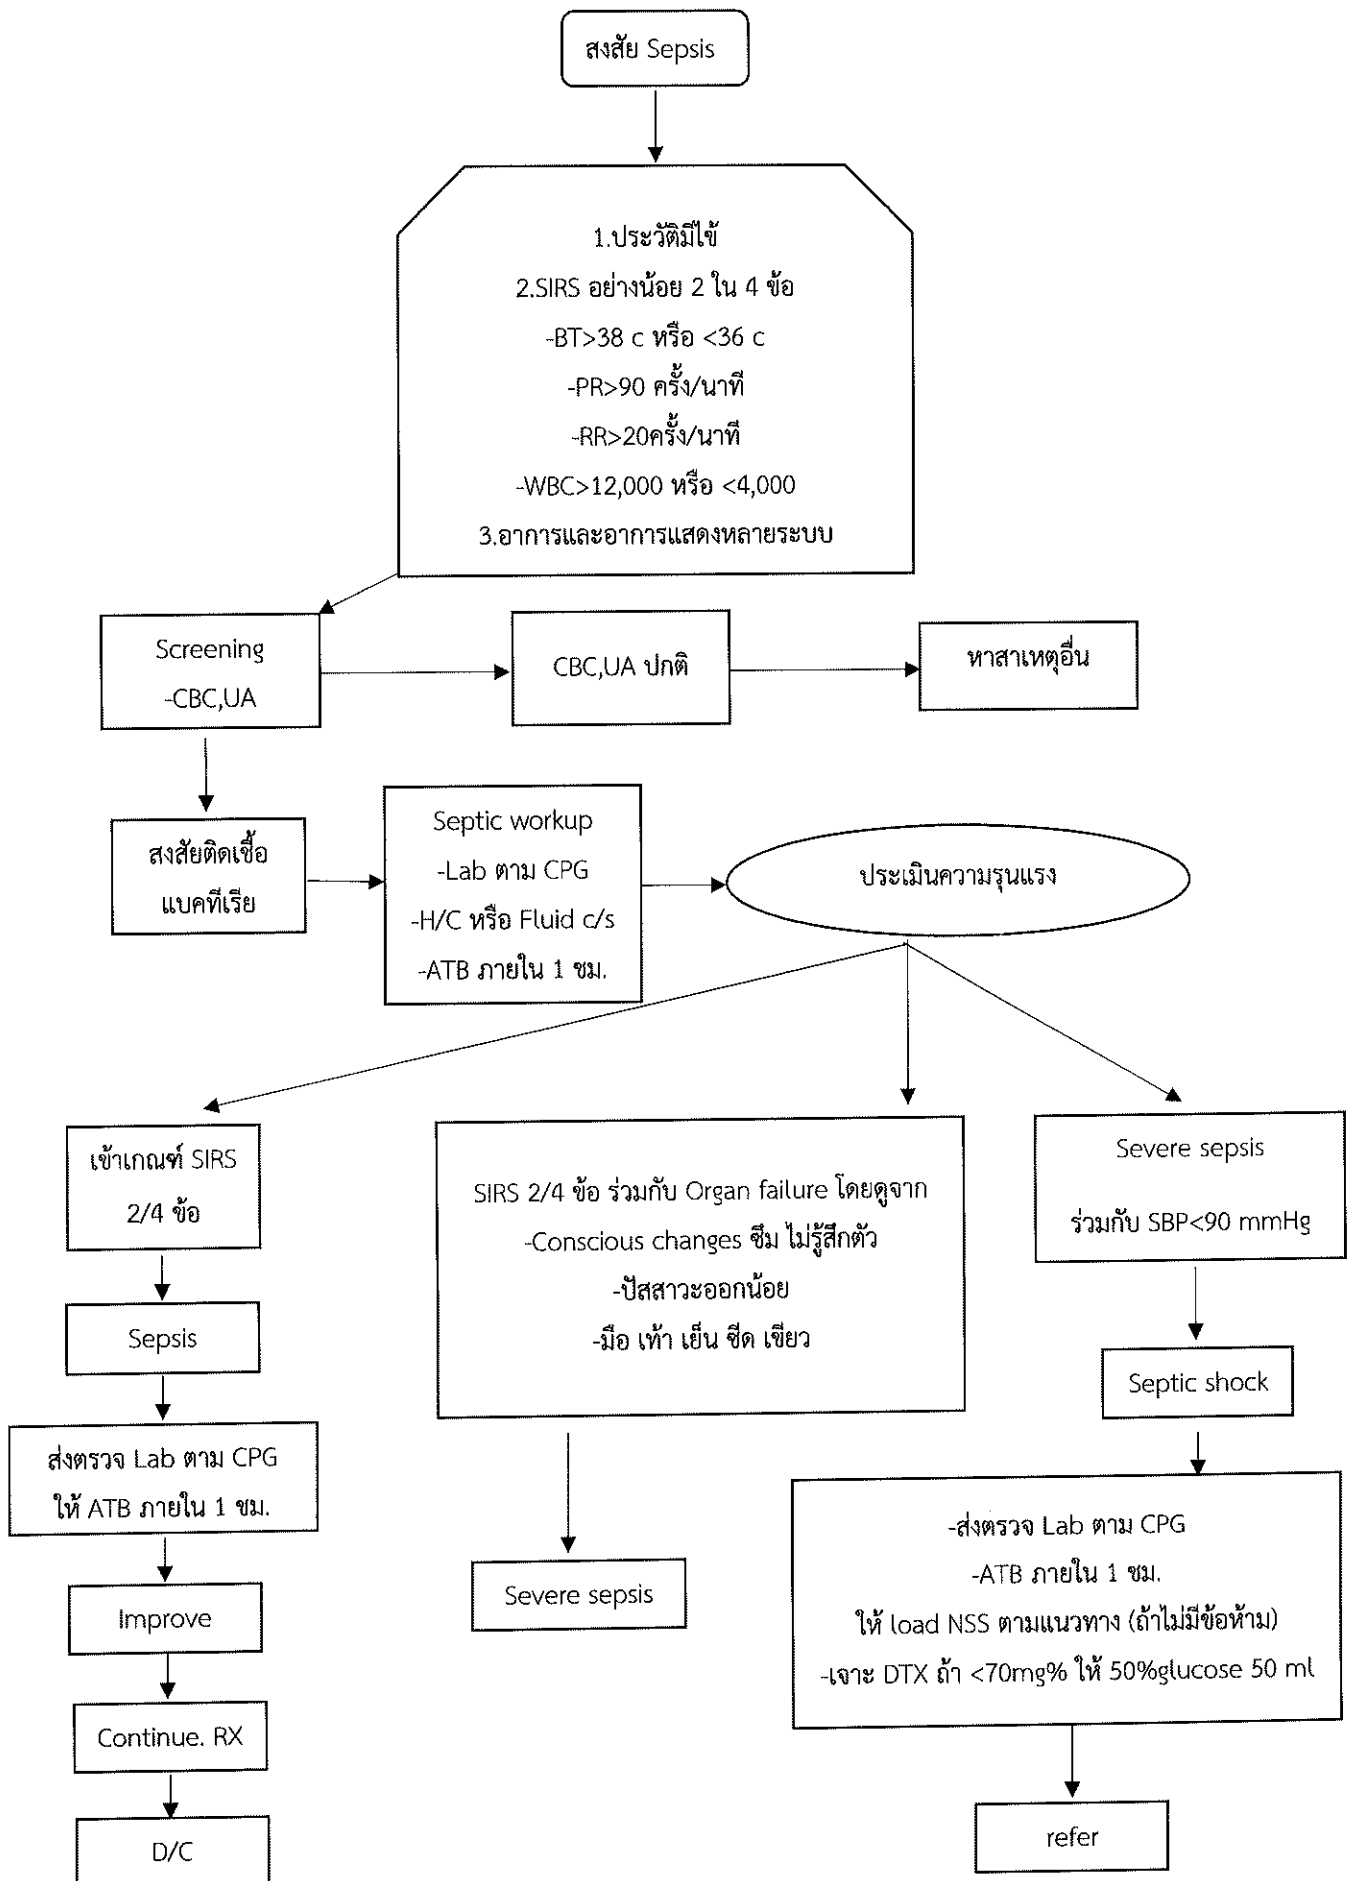 สงสัย Sepsis
1.ประวัติมีไข้
2.SIRS อย่างน้อย 2 ใน 4 ข้อ
-BT>38 c หรือ <36 c
-PR>90 ครั้ง/นาที
-RR>20ครั้ง/นาที
-WBC>12,000 หรือ <4,000
3.อาการและอาการแสดงหลายระบบ
Screening
-CBC,UA
CBC,UA ปกติ
หาสาเหตุอื่น
สงสัยติดเชื้อ
แบคทีเรีย
Septic workup
-Lab ตาม CPG
-H/C หรือ Fluid c/s
-ATB ภายใน 1 ชม.
ประเมินความรุนแรง
เข้าเกณฑ์ SIRS
2/4 ข้อ
Sepsis
ส่งตรวจ Lab ตาม CPG
ให้ ATB ภายใน 1 ชม.
Improve
Continue. RX
D/C
SIRS 2/4 ข้อ ร่วมกับ Organ failure โดยดูจาก
-Conscious changes ซึม ไม่รู้สึกตัว
-ปัสสาวะออกน้อย
-มือ เท้า เย็น ซีด เขียว
Severe sepsis
Severe sepsis
ร่วมกับ SBP<90 mmHg
Septic shock
-ส่งตรวจ Lab ตาม CPG
-ATB ภายใน 1 ชม.
ให้ load NSS ตามแนวทาง (ถ้าไม่มีข้อห้าม)
-เจาะ DTX ถ้า <70mg% ให้ 50%glucose 50 ml
refer